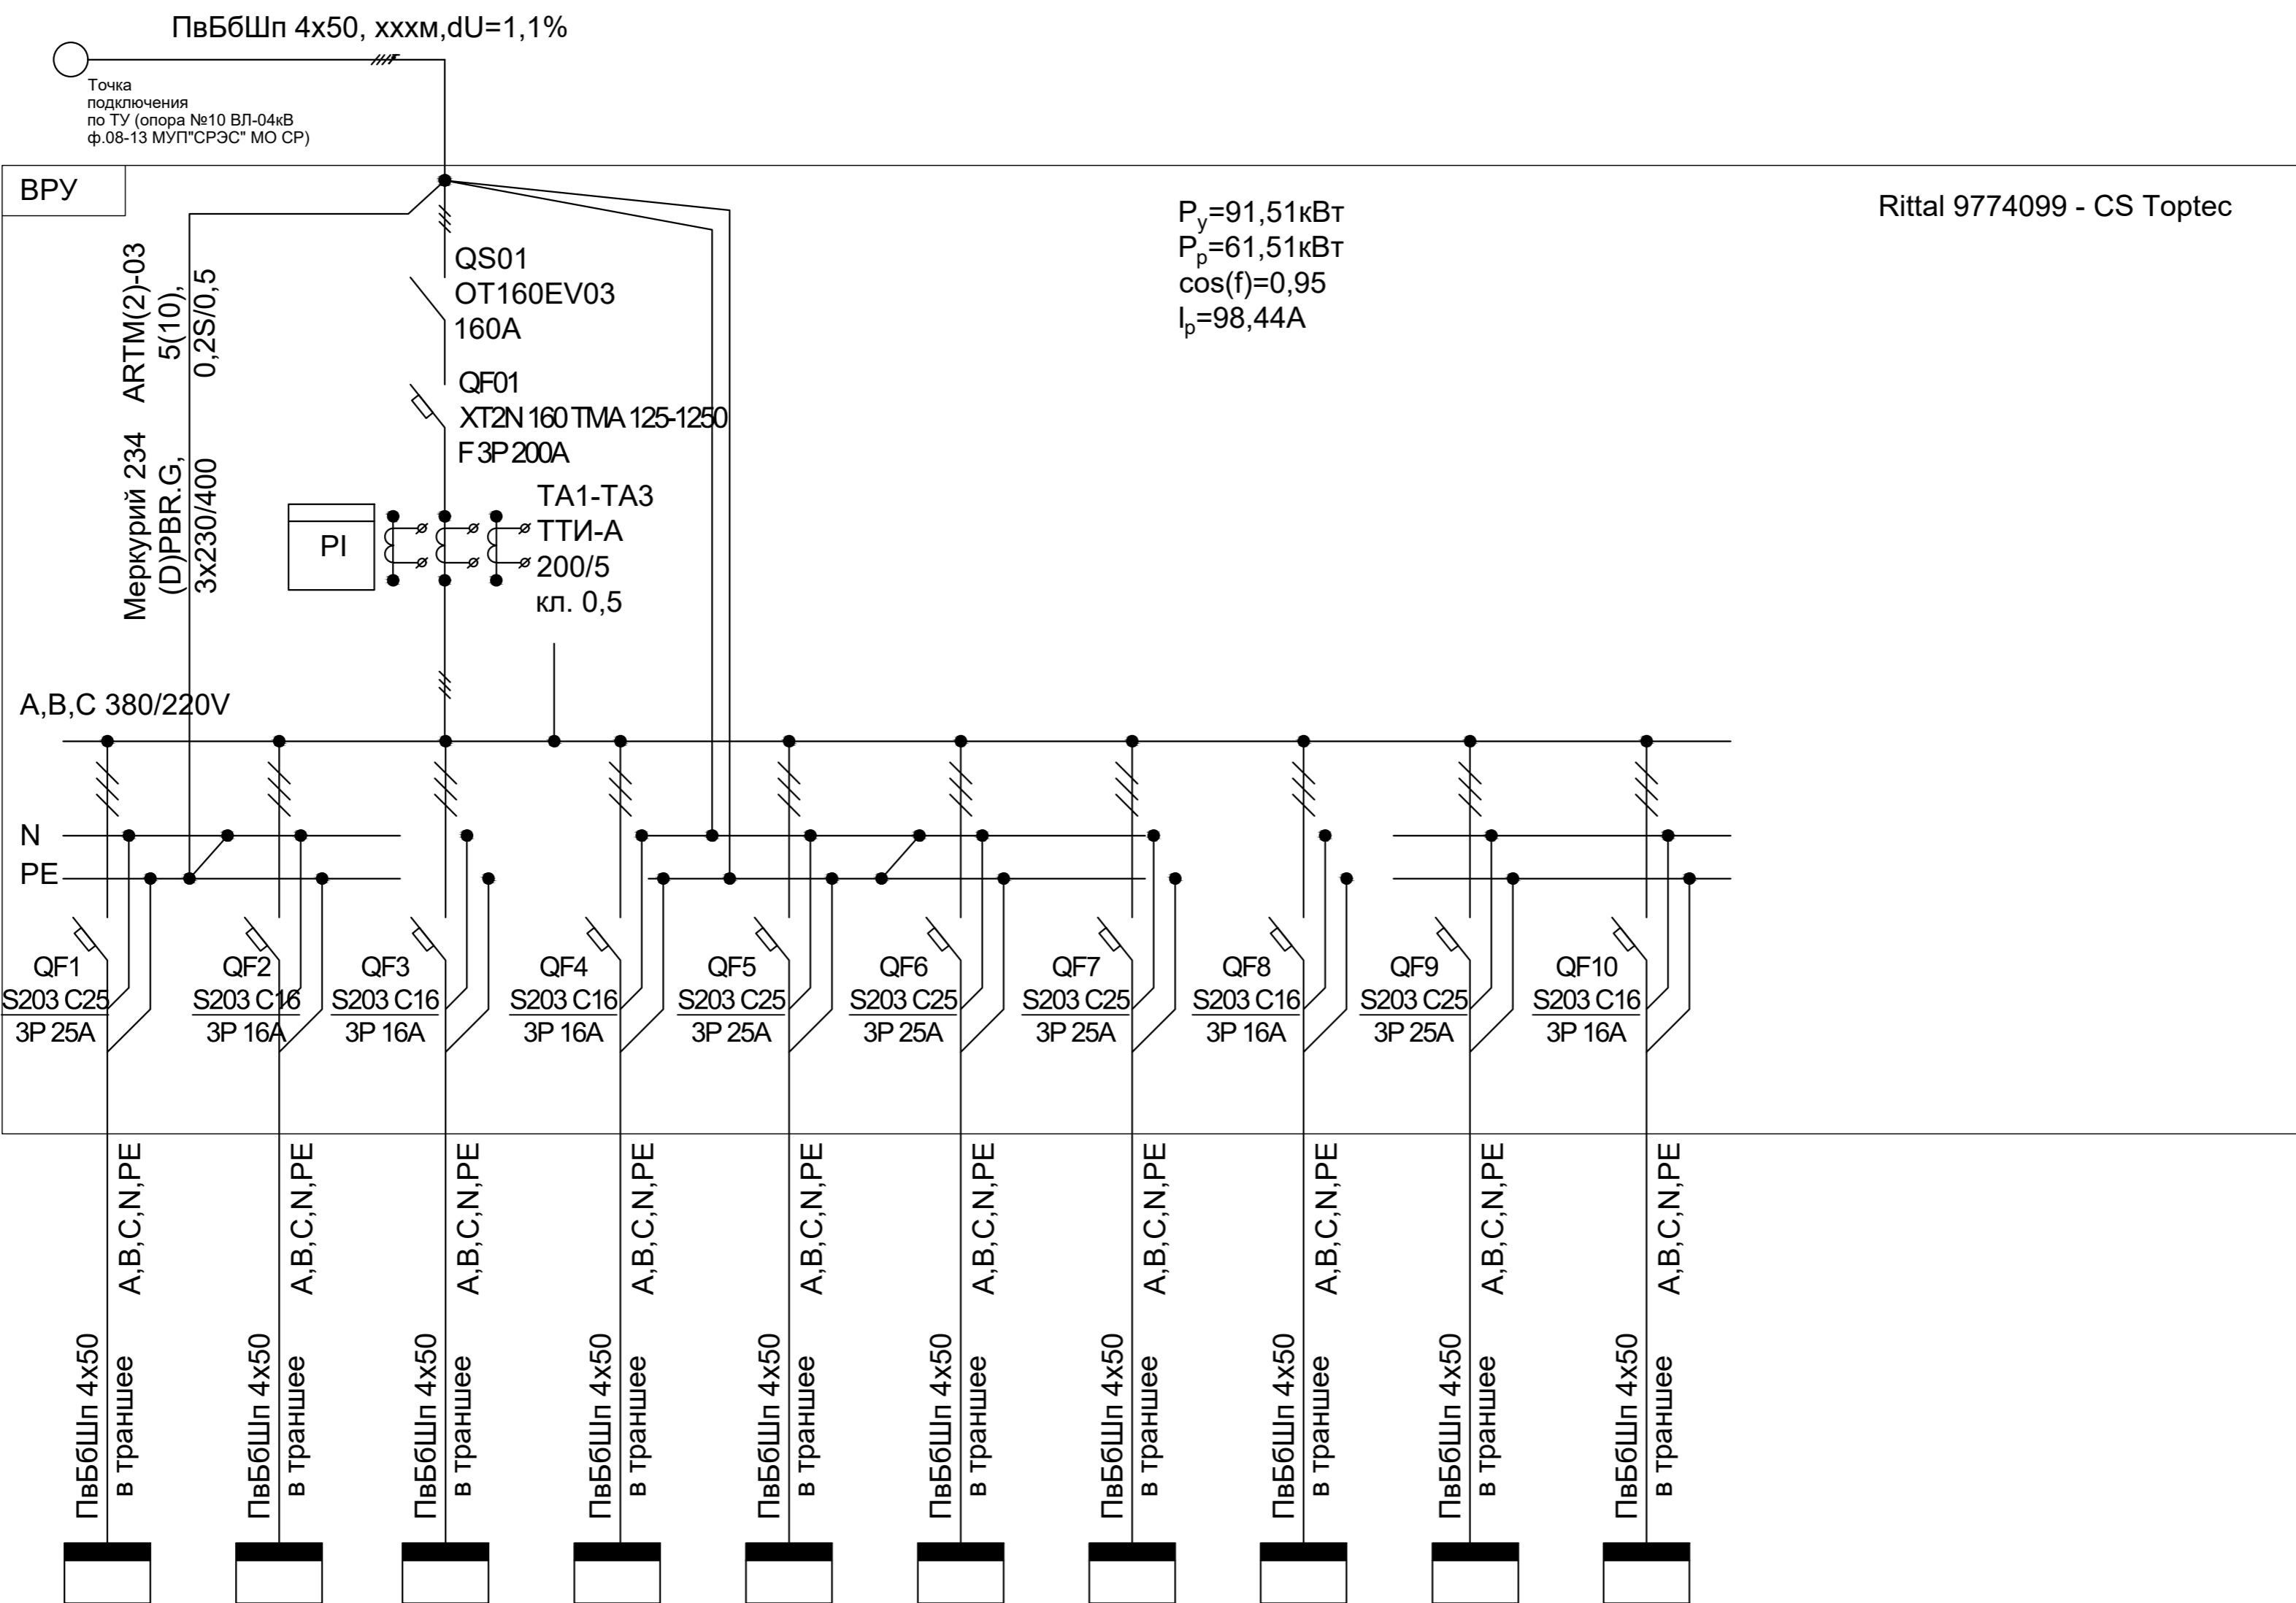 ПвБбШп 4х50, хххм,dU=1,1%
Точка
подключения
по ТУ (опора №10 ВЛ-04кВ
ф.08-13 МУП"СРЭС" МО СР)
ВРУ
Rittal 9774099 - CS Toptec
Pу=91,51кВт
Pр=61,51кВт
cos(f)=0,95
Iр=98,44А
QS01
OT160EV03
160A
QF01
XT2N 160 TMA 125-1250
F 3P 200A
TA1-TA3
ТТИ-А
200/5
кл. 0,5
PI
Меркурий 234 ARTM(2)-03
(D)PBR.G, 5(10),
3х230/400 0,2S/0,5
A,B,C 380/220V
N
PE
QF1
S203 C25
3P 25A
QF2
S203 C16
3P 16A
QF3
S203 C16
3P 16A
QF4
S203 C16
3P 16A
QF5
S203 C25
3P 25A
QF6
S203 C25
3P 25A
QF7
S203 C25
3P 25A
QF8
S203 C16
3P 16A
QF9
S203 C25
3P 25A
QF10
S203 C16
3P 16A
ПвБбШп 4х50
в траншее A,B,C,N,PE
ПвБбШп 4х50
в траншее A,B,C,N,PE
ПвБбШп 4х50
в траншее A,B,C,N,PE
ПвБбШп 4х50
в траншее A,B,C,N,PE
ПвБбШп 4х50
в траншее A,B,C,N,PE
ПвБбШп 4х50
в траншее A,B,C,N,PE
ПвБбШп 4х50
в траншее A,B,C,N,PE
ПвБбШп 4х50
в траншее A,B,C,N,PE
ПвБбШп 4х50
в траншее A,B,C,N,PE
ПвБбШп 4х50
в траншее A,B,C,N,PE